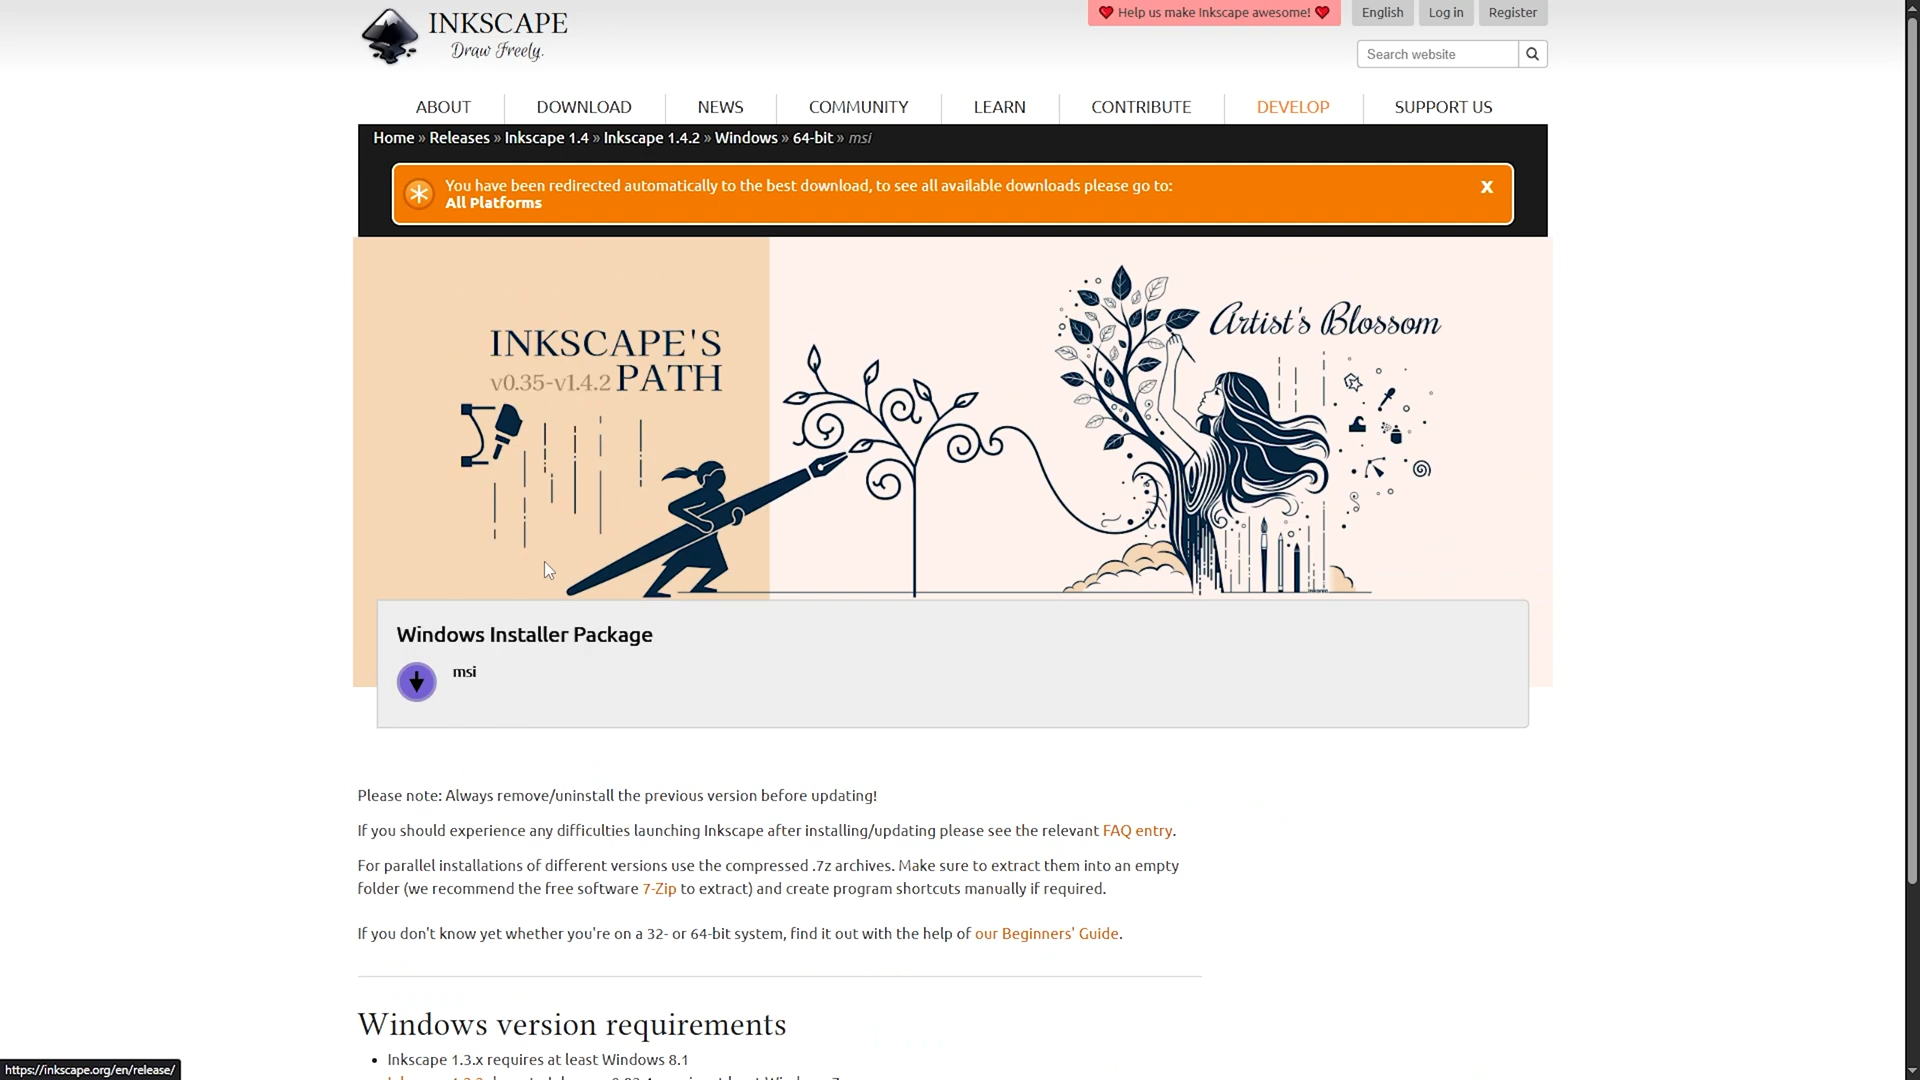 INKSCAPE
Draw Freely.
Help us make Inkscape awesome!
English
Log in
Register
Search website
ABOUT
DOWNLOAD
NEWS
COMMUNITY
LEARN
CONTRIBUTE
DEVELOP
SUPPORT US
Home » Releases » Inkscape 1.4 » Inkscape 1.4.2 » Windows » 64-bit » msi
You have been redirected automatically to the best download, to see all available downloads please go to:
All Platforms
X
INKSCAPE'S
v0.35-v1.4.2 PATH
Artist's Blossom
Windows Installer Package
msi
Please note: Always remove/uninstall the previous version before updating!
If you should experience any difficulties launching Inkscape after installing/updating please see the relevant FAQ entry.
For parallel installations of different versions use the compressed .7z archives. Make sure to extract them into an empty
folder (we recommend the free software 7-Zip to extract) and create program shortcuts manually if required.
If you don't know yet whether you're on a 32- or 64-bit system, find it out with the help of our Beginners' Guide.
Windows version requirements
• Inkscape 1.3.x requires at least Windows 8.1
https://inkscape.org/en/release/